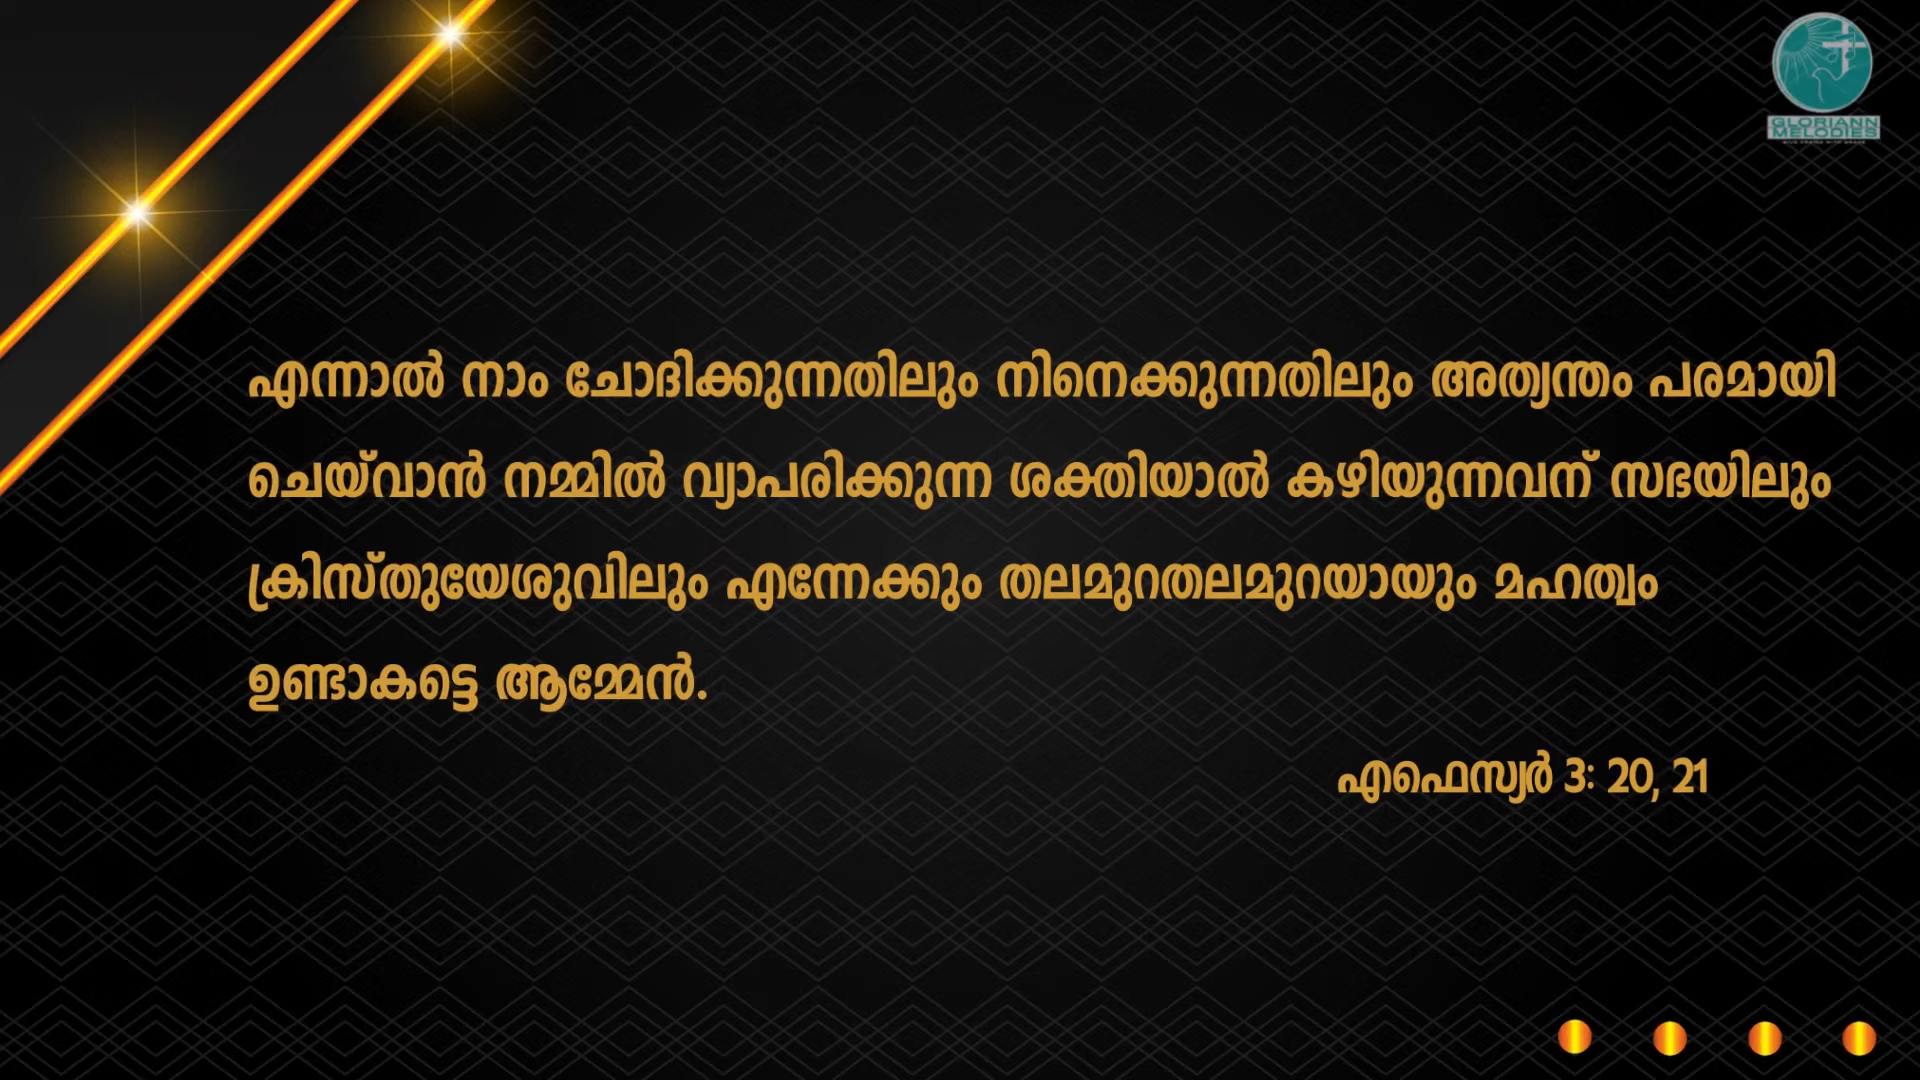 GLORIANN
MELODIES
എന്നാൽ നാം ചോദിക്കുന്നതിലും നിനെക്കുന്നതിലും അത്യന്തം പരമായി
ചെയ്‌വാൻ നമ്മിൽ വ്യാപരിക്കുന്ന ശക്തിയാൽ കഴിയുന്നവന് സഭയിലും
ക്രിസ്തുയേശുവിലും എന്നേക്കും തലമുറതലമുറയായും മഹത്വം
ഉണ്ടാകട്ടെ ആമ്മേൻ.
എഫെസ്യർ 3: 20, 21